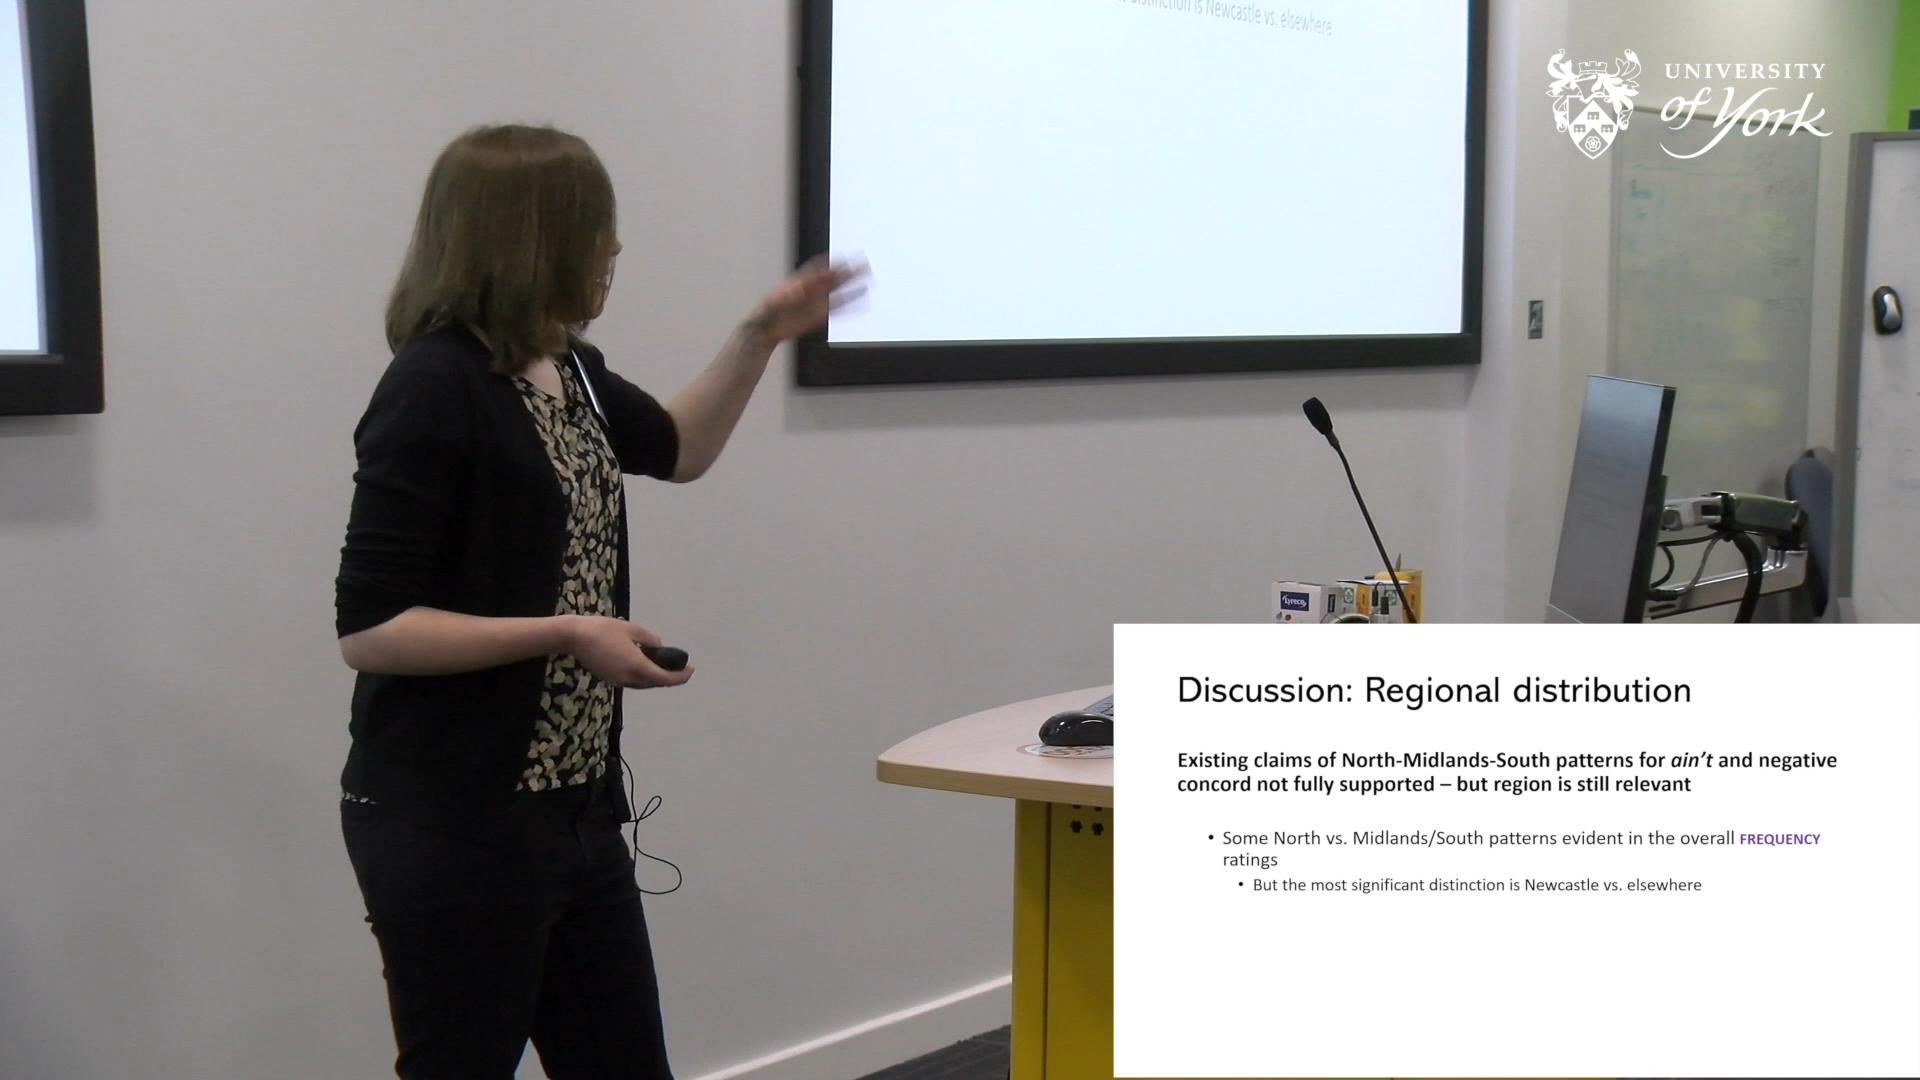 distinction is Newcastle vs. elsewhere
UNIVERSITY
of York
Lyreco
Discussion: Regional distribution
Existing claims of North-Midlands-South patterns for ain’t and negative
concord not fully supported – but region is still relevant
• Some North vs. Midlands/South patterns evident in the overall FREQUENCY
ratings
• But the most significant distinction is Newcastle vs. elsewhere